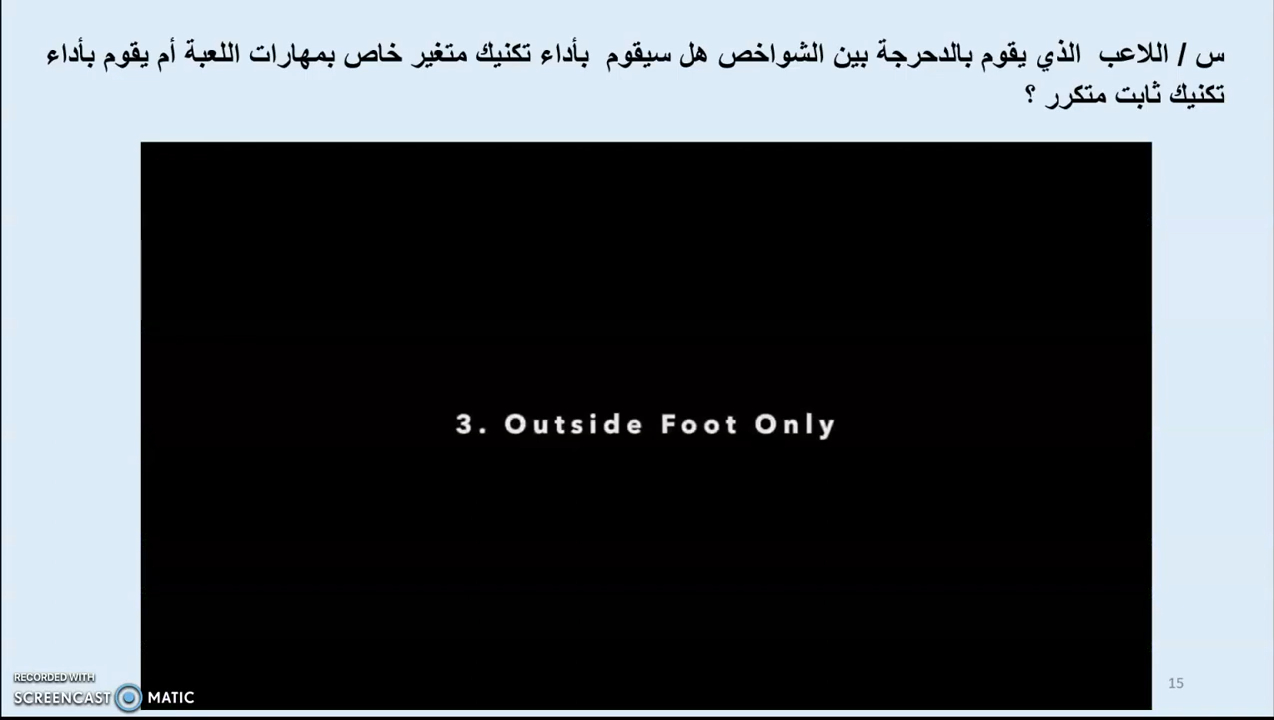 س / اللاعب الذي يقوم بالدحرجة بين الشواخص هل سيقوم بأداء تكنيك متغير خاص بمهارات اللعبة أم يقوم بأداء
تكنيك ثابت متكرر ؟
3. Outside Foot Only
15
RECORDED WITH
SCREENCAST MATIC